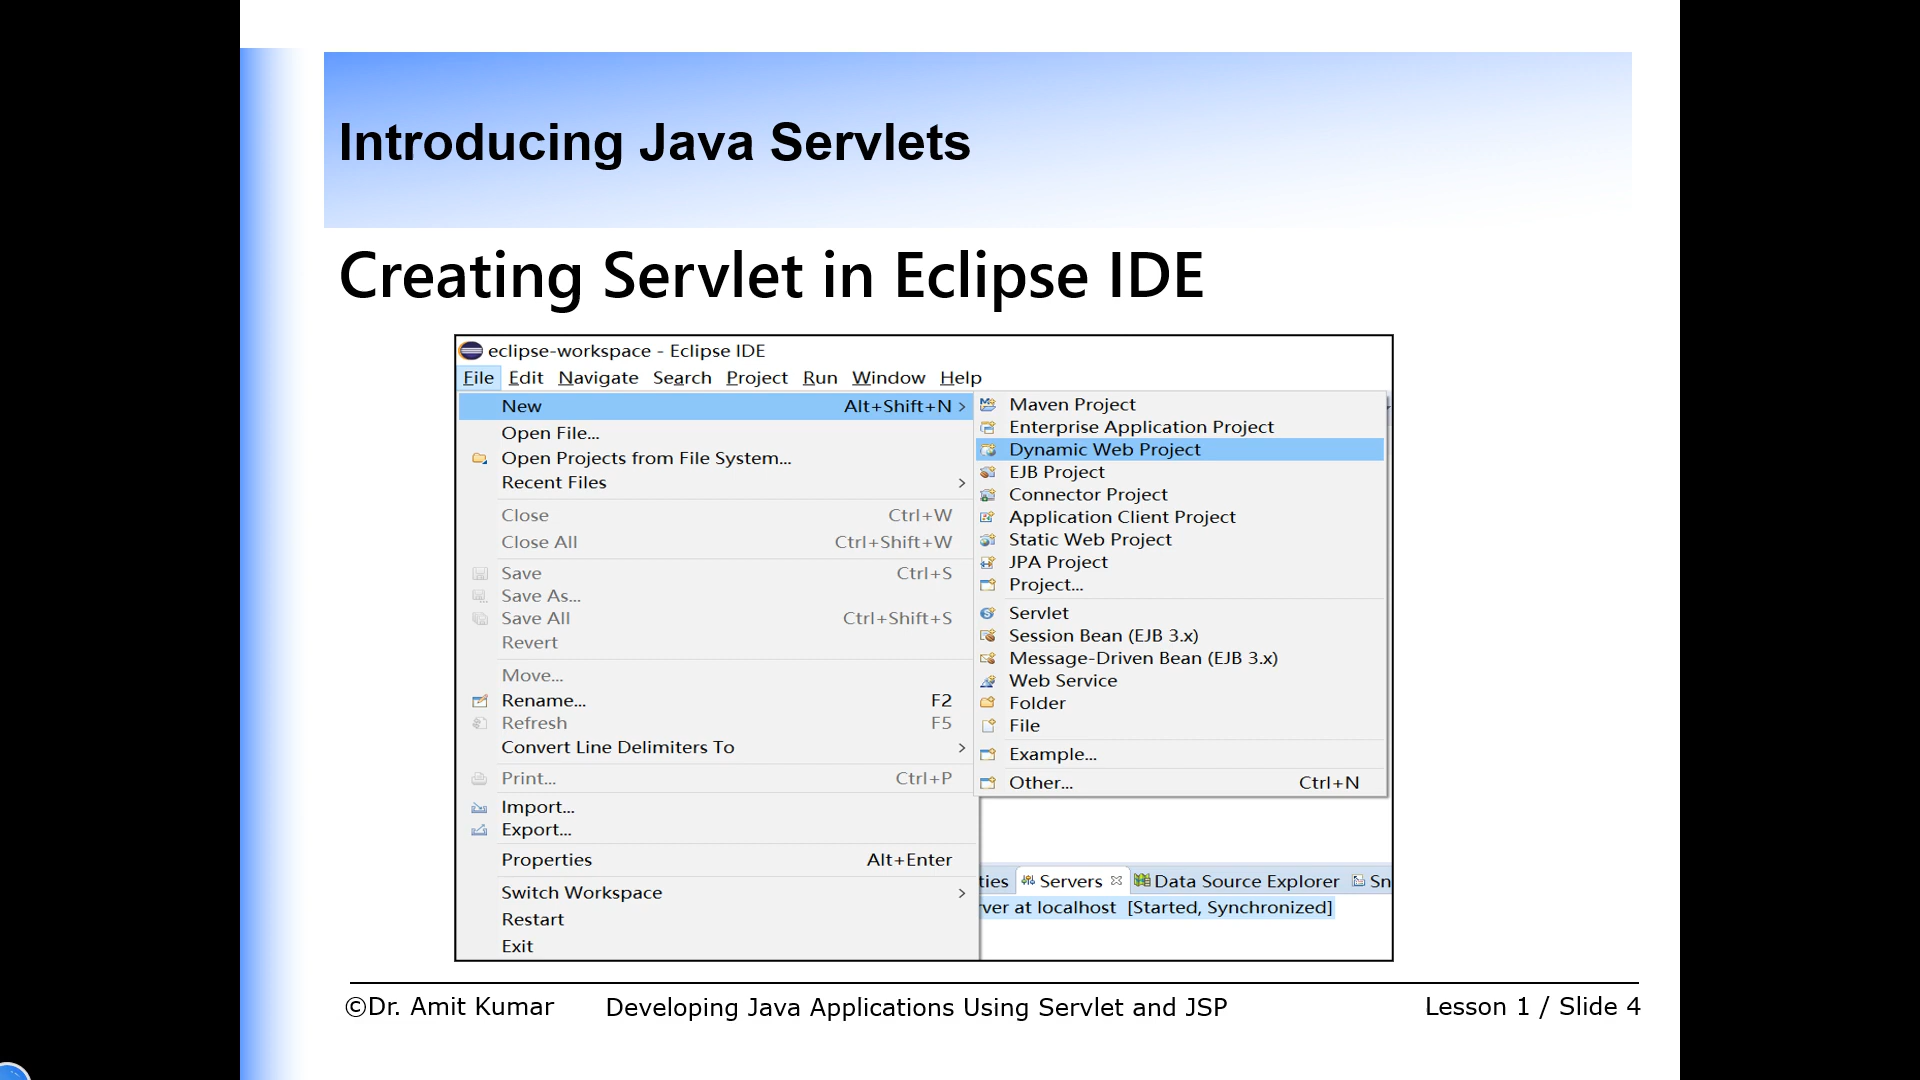 Introducing Java Servlets
Creating Servlet in Eclipse IDE
eclipse-workspace - Eclipse IDE
File Edit Navigate Search Project Run Window Help
New Alt+Shift+N >
Open File...
Open Projects from File System...
Recent Files >
Close Ctrl+W
Close All Ctrl+Shift+W
Save Ctrl+S
Save As...
Save All Ctrl+Shift+S
Revert
Move...
Rename... F2
Refresh F5
Convert Line Delimiters To >
Print... Ctrl+P
Import...
Export...
Properties Alt+Enter
Switch Workspace >
Restart
Exit
Maven Project
Enterprise Application Project
Dynamic Web Project
EJB Project
Connector Project
Application Client Project
Static Web Project
JPA Project
Project...
Servlet
Session Bean (EJB 3.x)
Message-Driven Bean (EJB 3.x)
Web Service
Folder
File
Example...
Other... Ctrl+N
ties Servers Data Source Explorer Sn
ver at localhost [Started, Synchronized]
©Dr. Amit Kumar Developing Java Applications Using Servlet and JSP Lesson 1 / Slide 4